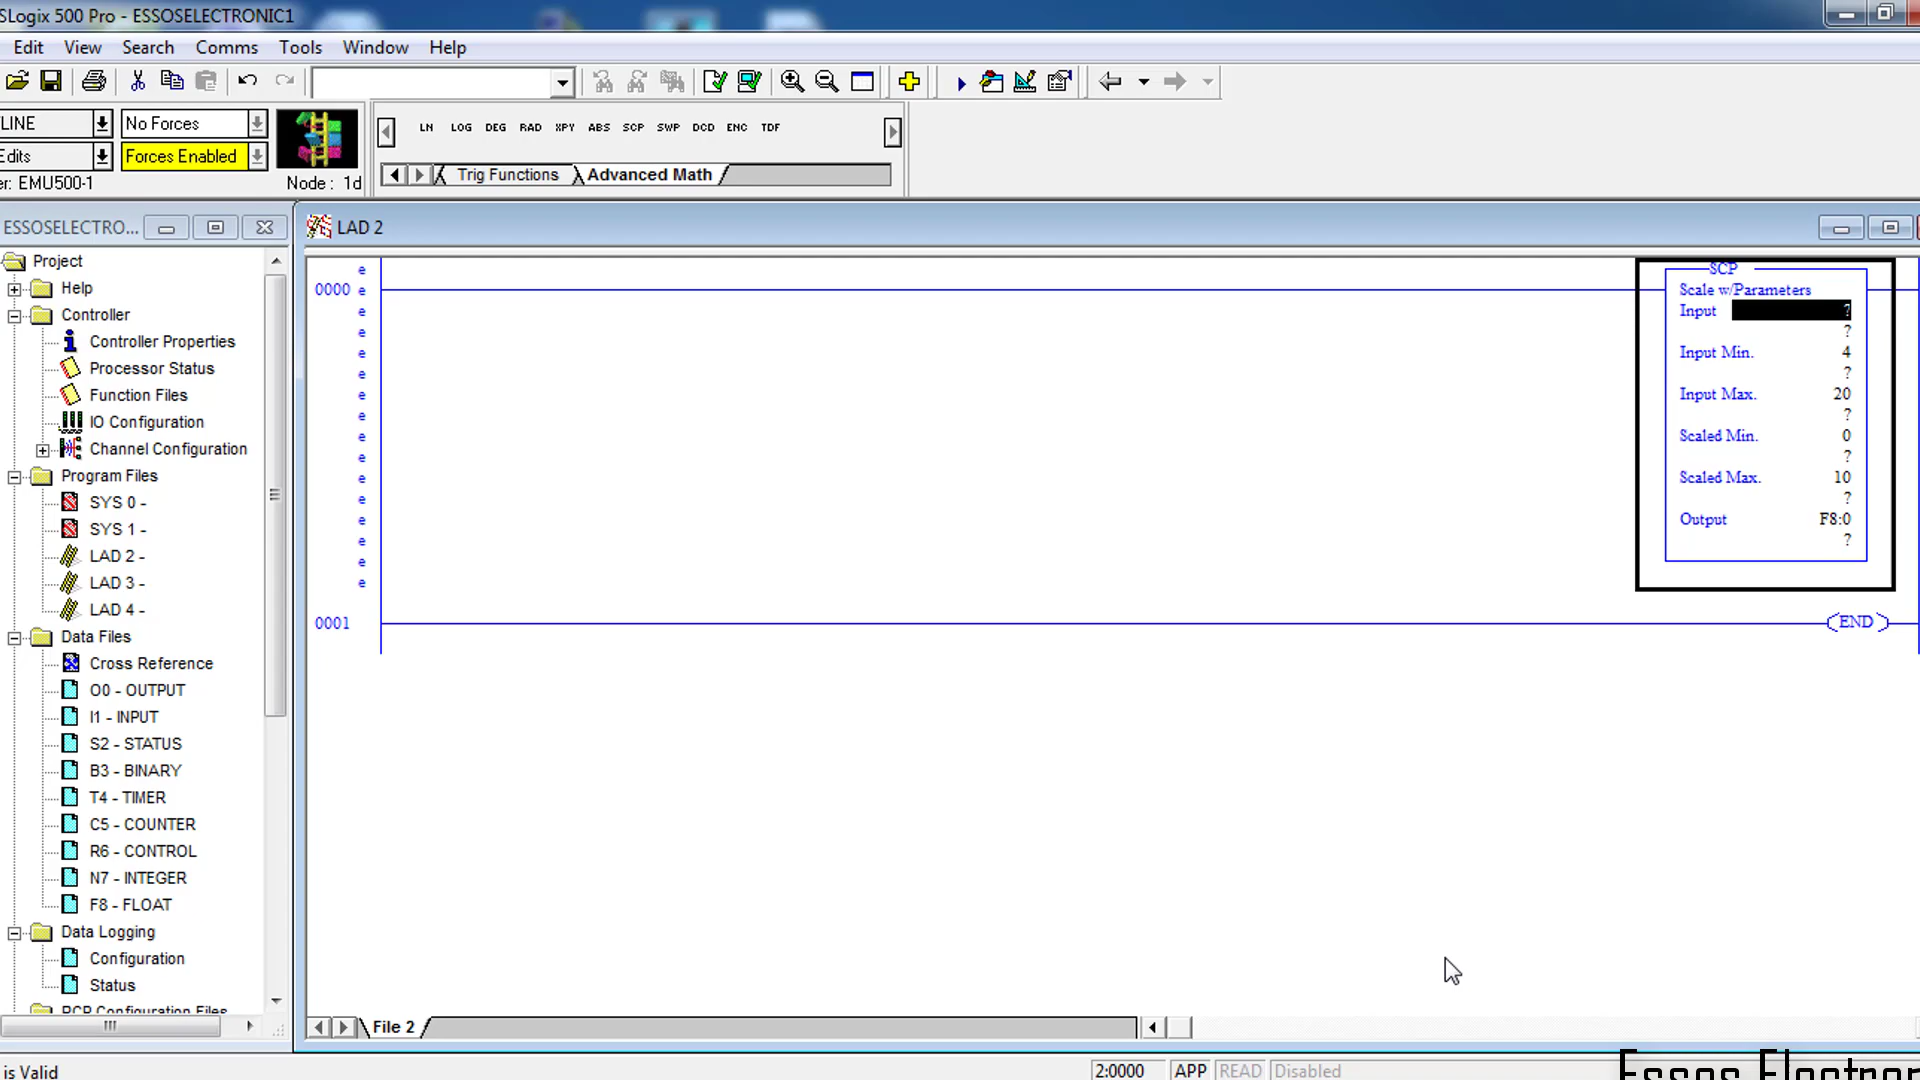 SLogix 500 Pro - ESSOSELECTRONIC1
Edit View Search Comms Tools Window Help
LINE No Forces
LN LOG DEG RAD XPY ABS SCP SWP DCD ENC TDF
Edits Forces Enabled
Trig Functions Advanced Math
er: EMU500-1 Node : 1d
ESSOSELECTRO...
LAD 2
Project
Help
Controller
Controller Properties
Processor Status
Function Files
IO Configuration
Channel Configuration
Program Files
SYS 0 -
SYS 1 -
LAD 2 -
LAD 3 -
LAD 4 -
Data Files
Cross Reference
O0 - OUTPUT
I1 - INPUT
S2 - STATUS
B3 - BINARY
T4 - TIMER
C5 - COUNTER
R6 - CONTROL
N7 - INTEGER
F8 - FLOAT
Data Logging
Configuration
Status
RCP Configuration Files
e
0000 e
e
e
e
e
e
e
e
e
e
e
e
e
e
e
SCP
Scale w/Parameters
Input ?
?
Input Min. 4
?
Input Max. 20
?
Scaled Min. 0
?
Scaled Max. 10
?
Output F8:0
?
0001 END
File 2
is Valid
2:0000 APP READ Disabled
Essos Electron